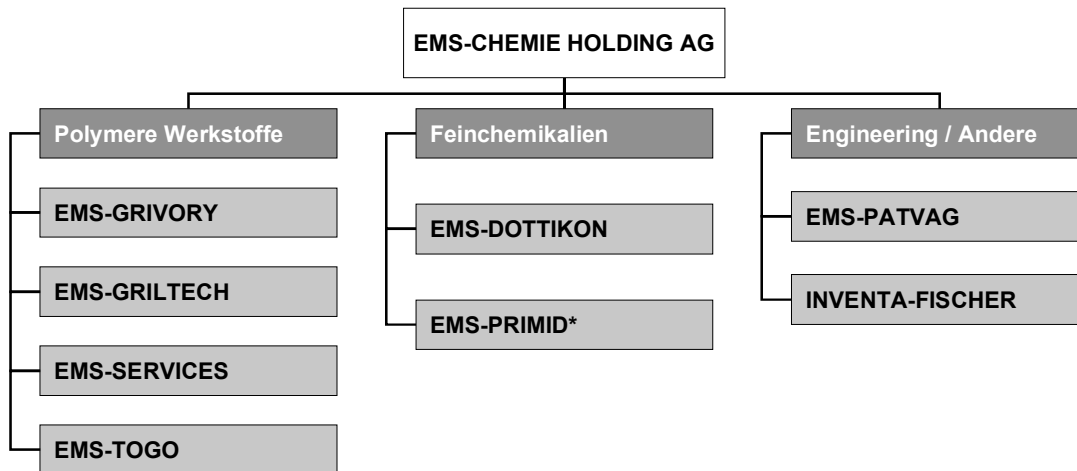 EMS-CHEMIE HOLDING AG
Polymere Werkstoffe
EMS-GRIVORY
EMS-GRILTECH
EMS-SERVICES
EMS-TOGO
Feinchemikalien
EMS-DOTTIKON
EMS-PRIMID*
Engineering / Andere
EMS-PATVAG
INVENTA-FISCHER